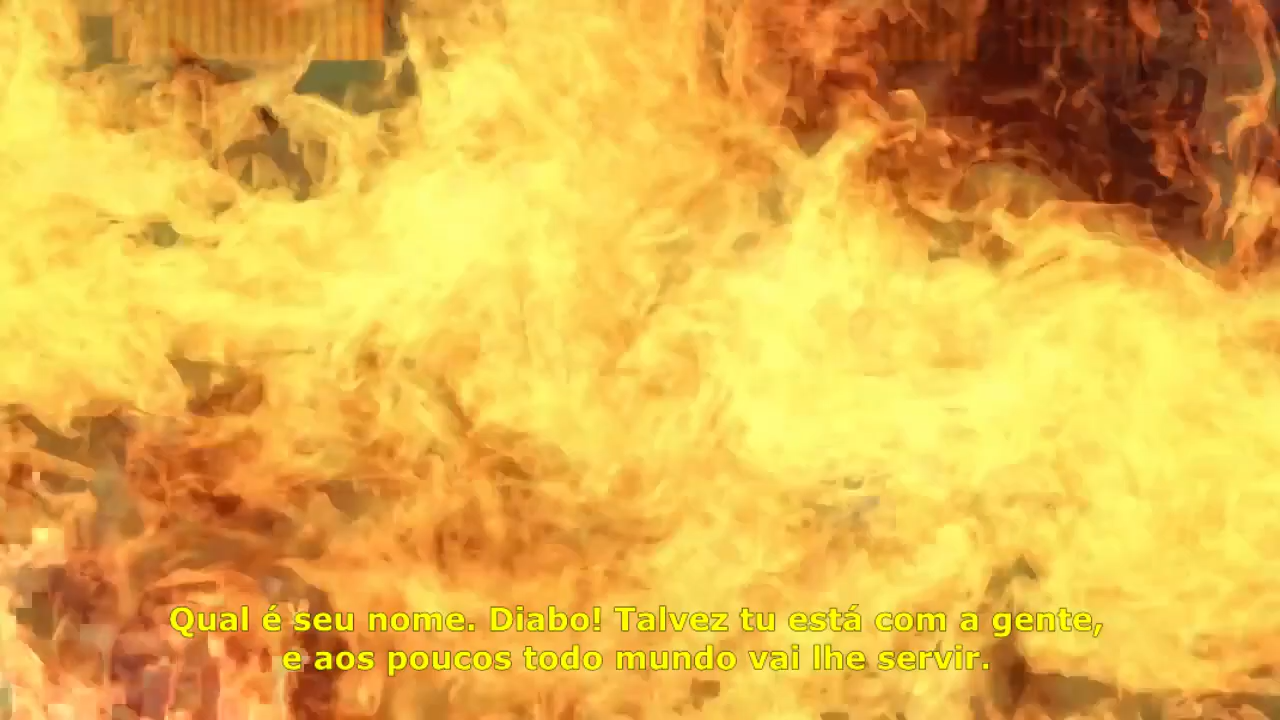 Qual é seu nome. Diabo! Talvez tu está com a gente,
e aos poucos todo mundo vai lhe servir.